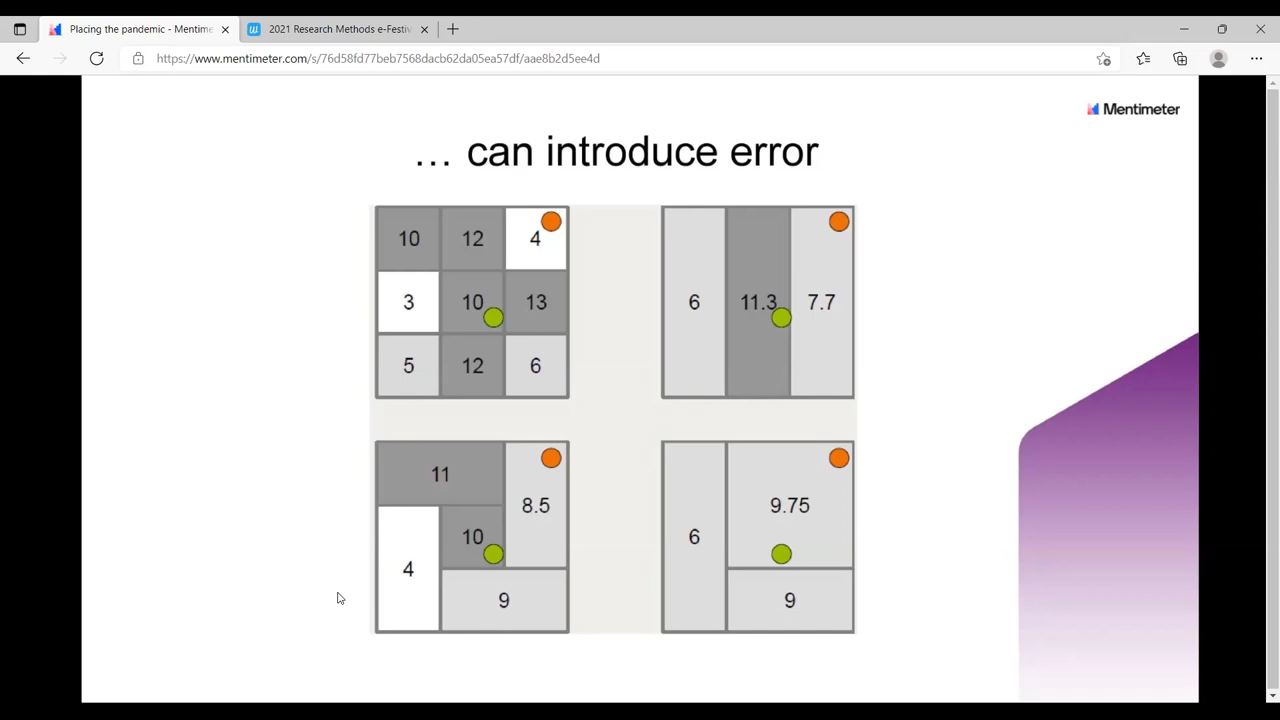 Placing the pandemic - Mentime
2021 Research Methods e-Festiv
https://www.mentimeter.com/s/76d58fd77beb7568dacb62da05ea57df/aae8b2d5ee4d
Mentimeter
… can introduce error
10 12 4
3 10 13
5 12 6
6 11.3 7.7
11
8.5
10
4
9
6
9.75
9